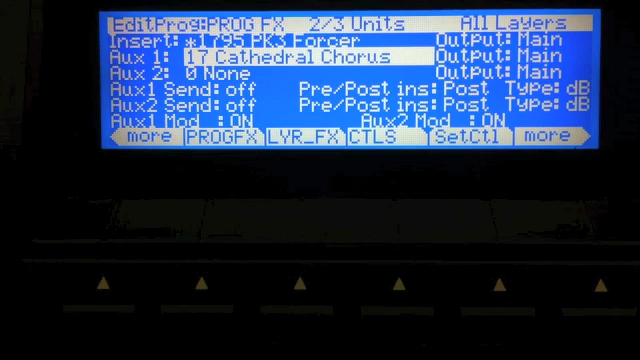 EditProg:PROG FX 2/3 Units All Layers
Insert:*1795 PK3 Forcer Output:Main
Aux 1: 17 Cathedral Chorus Output:Main
Aux 2: 0 None Output:Main
Aux1 Send:off Pre/Post ins:Post Type:dB
Aux2 Send:off Pre/Post ins:Post Type:dB
Aux1 Mod :ON Aux2 Mod :ON
more PROGFX LYR_FX CTLS SetCtl more